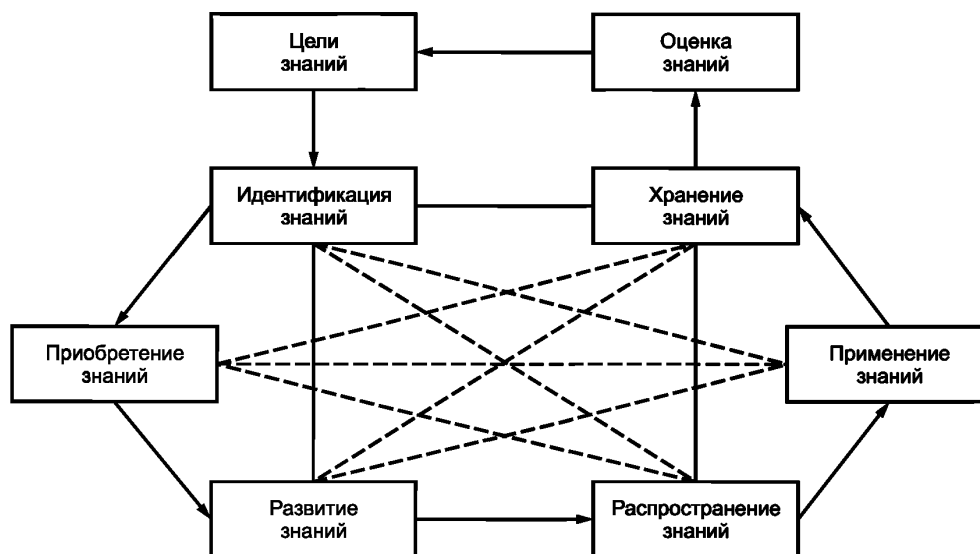 Цели
знаний
Оценка
знаний
Идентификация
знаний
Хранение
знаний
Приобретение
знаний
Применение
знаний
Развитие
знаний
Распространение
знаний